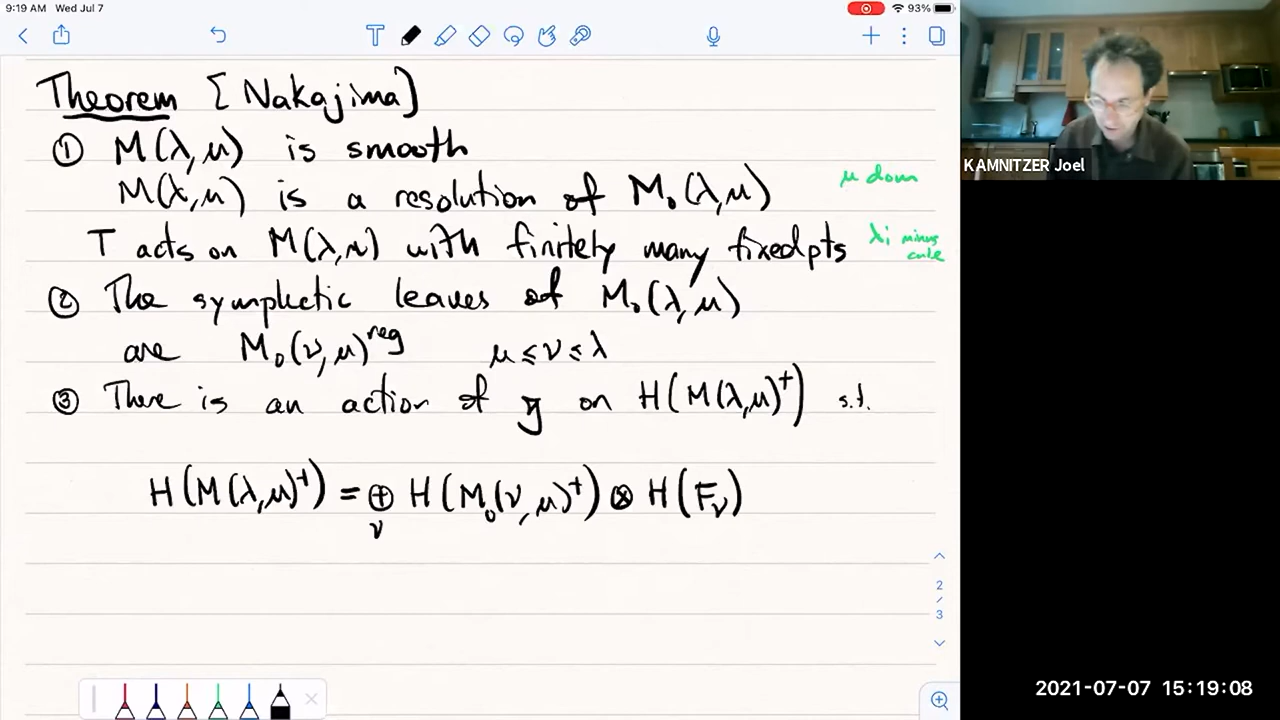 9:19 AM Wed Jul 7
93%
Theorem [Nakajima]
① M(λ,μ) is smooth
M(λ,μ) is a resolution of M₀(λ,μ) μ dom
T acts on M(λ,μ) with finitely many fixedpts λi minuscule
② The symplectic leaves of M₀(λ,μ)
are M₀(ν,μ)^reg μ ≤ ν ≤ λ
③ There is an action of g on H(M(λ,μ)⁺) s.t.
H(M(λ,μ)⁺) = ⊕_ν H(M₀(ν,μ)⁺) ⊗ H(F_ν)
2
/
3
KAMNITZER Joel
2021-07-07 15:19:08